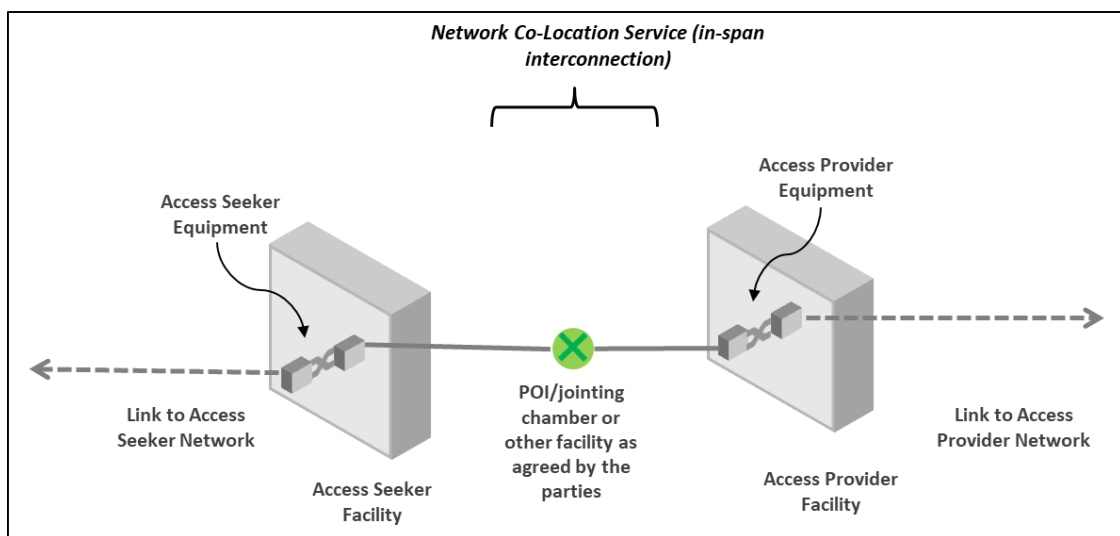 Network Co-Location Service (in-span
interconnection)
Access Provider
Equipment
Access Seeker
Equipment
POI/jointing
chamber or
other facility as
agreed by the
parties
Link to Access
Seeker Network
Link to Access
Provider Network
Access Seeker
Facility
Access Provider
Facility